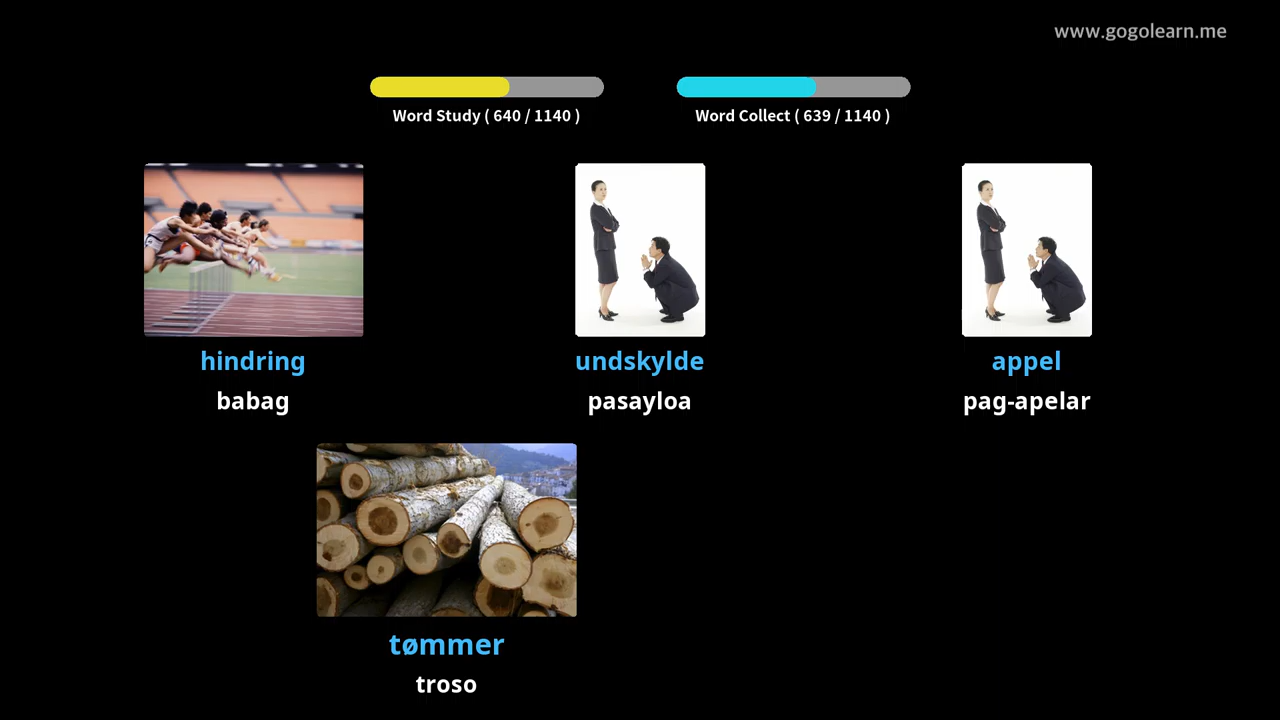 www.gogolearn.me
Word Study ( 640 / 1140 )
Word Collect ( 639 / 1140 )
hindring
babag
undskylde
pasayloa
appel
pag-apelar
tømmer
troso